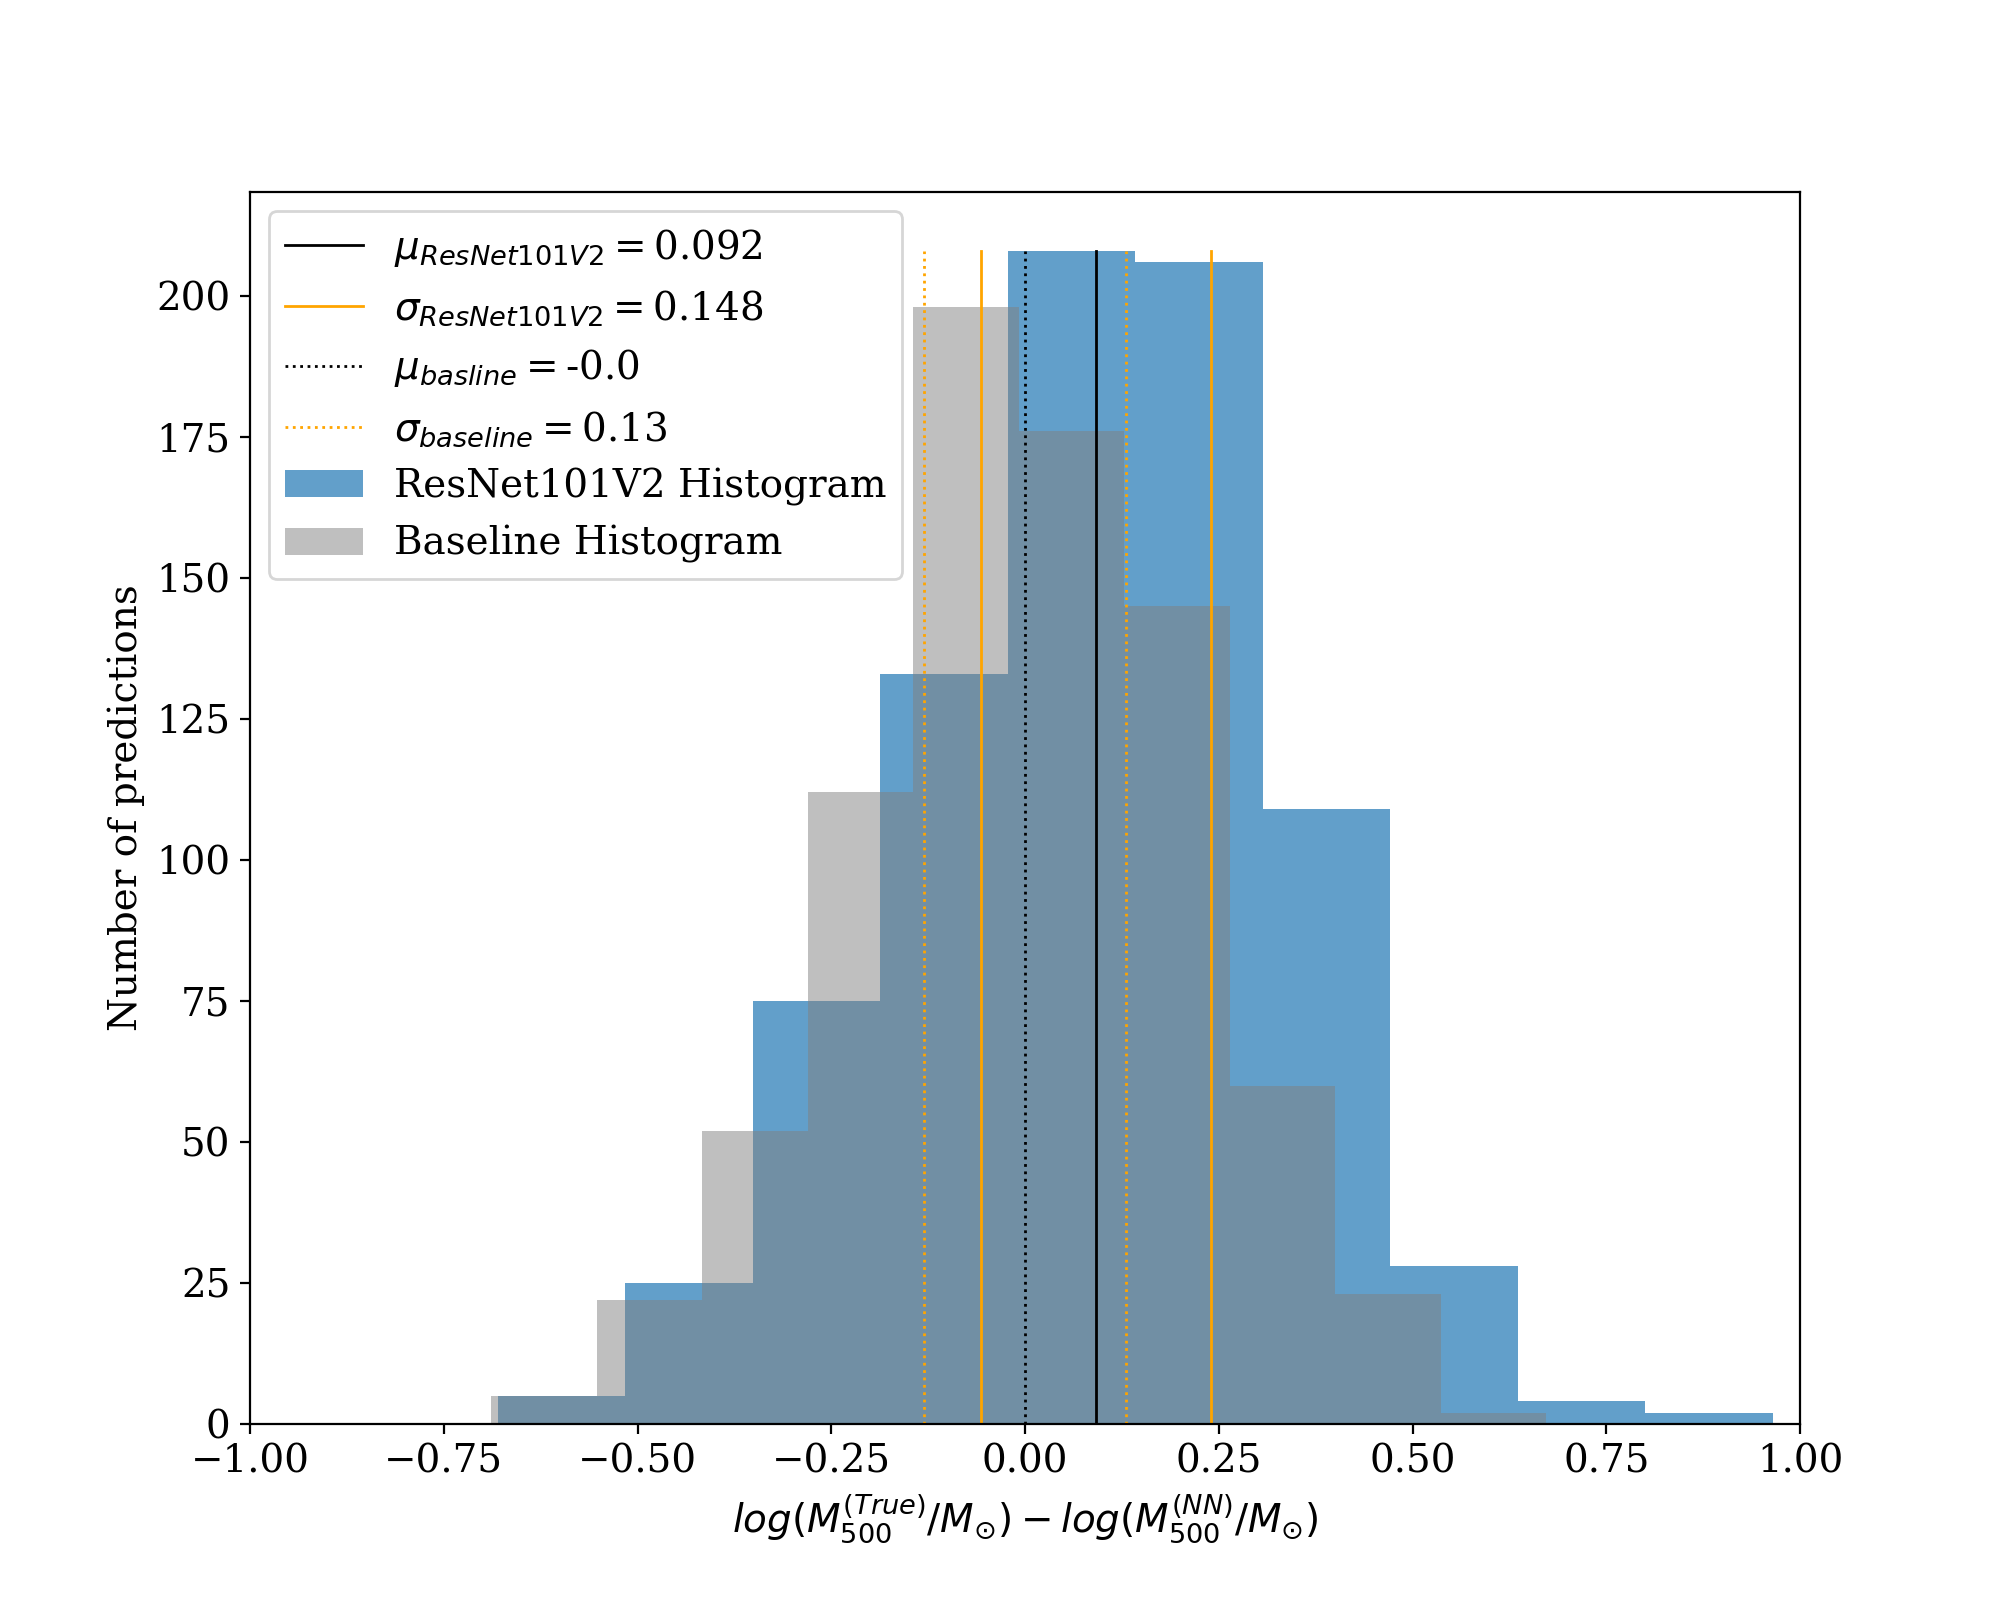 μResNet101V2 = 0.092
σResNet101V2 = 0.148
μbasline = -0.0
σbaseline = 0.13
ResNet101V2 Histogram
Baseline Histogram
200
175
150
125
100
75
50
25
0
Number of predictions
−1.00 −0.75 −0.50 −0.25 0.00 0.25 0.50 0.75 1.00
log(M500(True)/M⊙) − log(M500(NN)/M⊙)